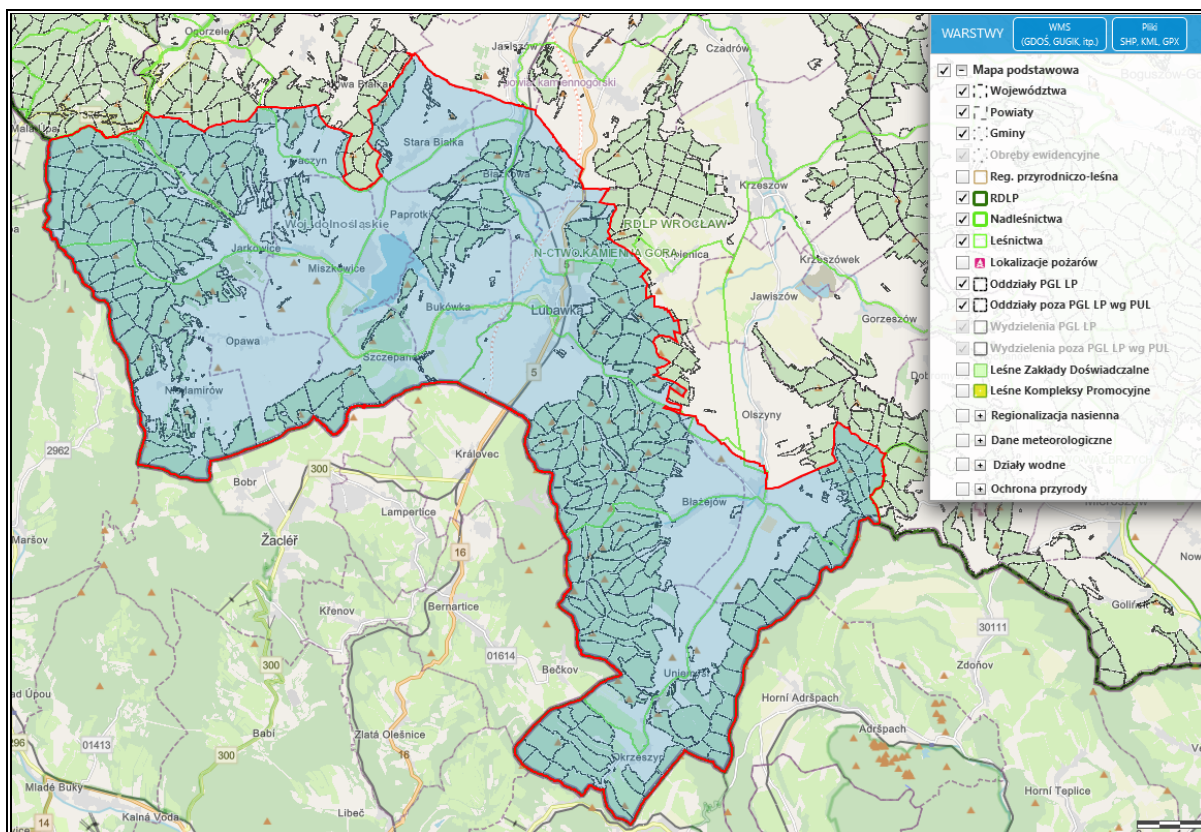 WARSTWY
WMS
(GDOŚ, GUGIK, itp.)
Pliki
SHP, KML, GPX
Mapa podstawowa
Województwa
Powiaty
Gminy
Obręby ewidencyjne
Reg. przyrodniczo-leśna
RDLP
Nadleśnictwa
Leśnictwa
Lokalizacje pożarów
Oddziały PGL LP
Oddziały poza PGL LP wg PUL
Wydzielenia PGL LP
Wydzielenia poza PGL LP wg PUL
Leśne Zakłady Doświadczalne
Leśne Kompleksy Promocyjne
Regionalizacja nasienna
Dane meteorologiczne
Działy wodne
Ochrona przyrody
Czadrów
Stara Białka
Krzeszów
RDLP WROCŁAW
Paprotki
Woj. dolnośląskie
N-CTWO KAMIENNA GÓRA
5
Jarkowice
Miszkowice
Krzeszówek
Jawiszów
Bukówka
Lubawka
Gorzeszów
Opawa
Szczepanów
5
Niedamirów
Olszyny
2962
300
Královec
Bobr
300
Błażejów
Lampertice
Maršov
Žacléř
16
Křenov
Bernartice
30111
01614
300
Bečkov
Zdoňov
Horní Adršpach
Adršpach
Babí
Zlatá Olešnice
01413
300
16
Okrzeszyn
Mladé Buky
Horní Teplice
Libeč
Kalná Voda
14